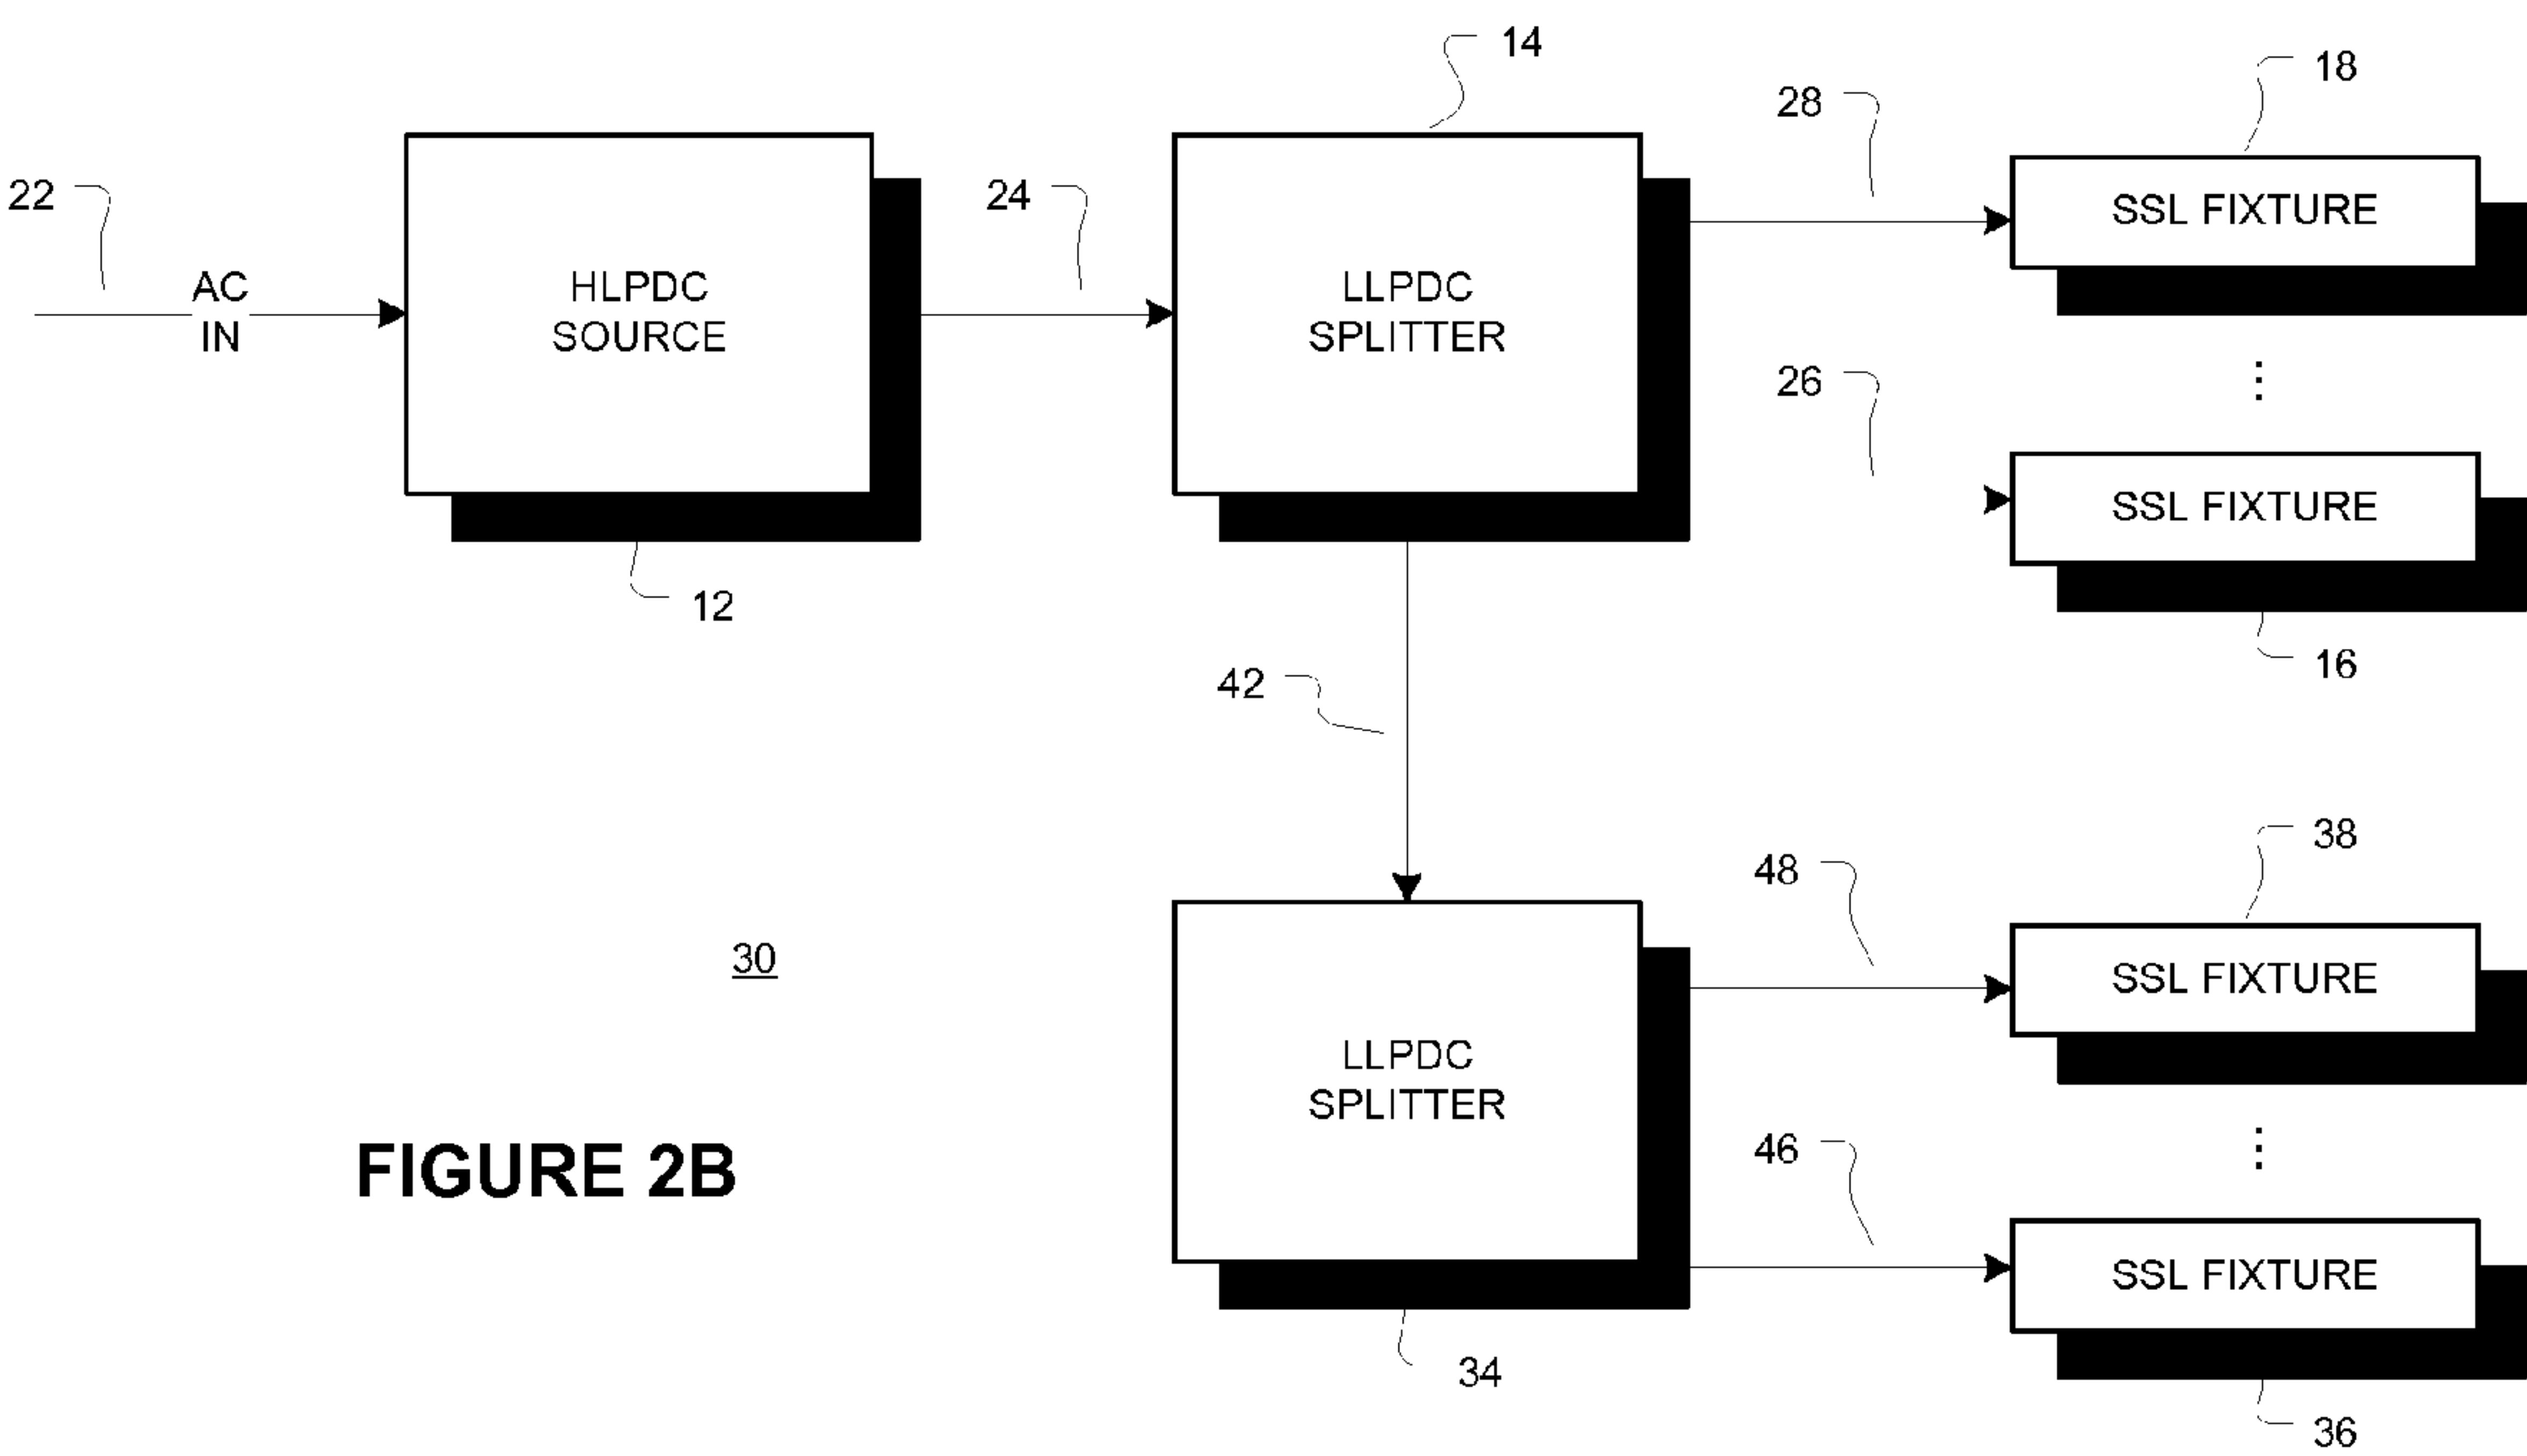 14
18
28
22
24
AC
IN
HLPDC
SOURCE
LLPDC
SPLITTER
SSL FIXTURE
⋮
26
SSL FIXTURE
12
16
42
38
48
30
LLPDC
SPLITTER
SSL FIXTURE
⋮
46
FIGURE 2B
SSL FIXTURE
34
36